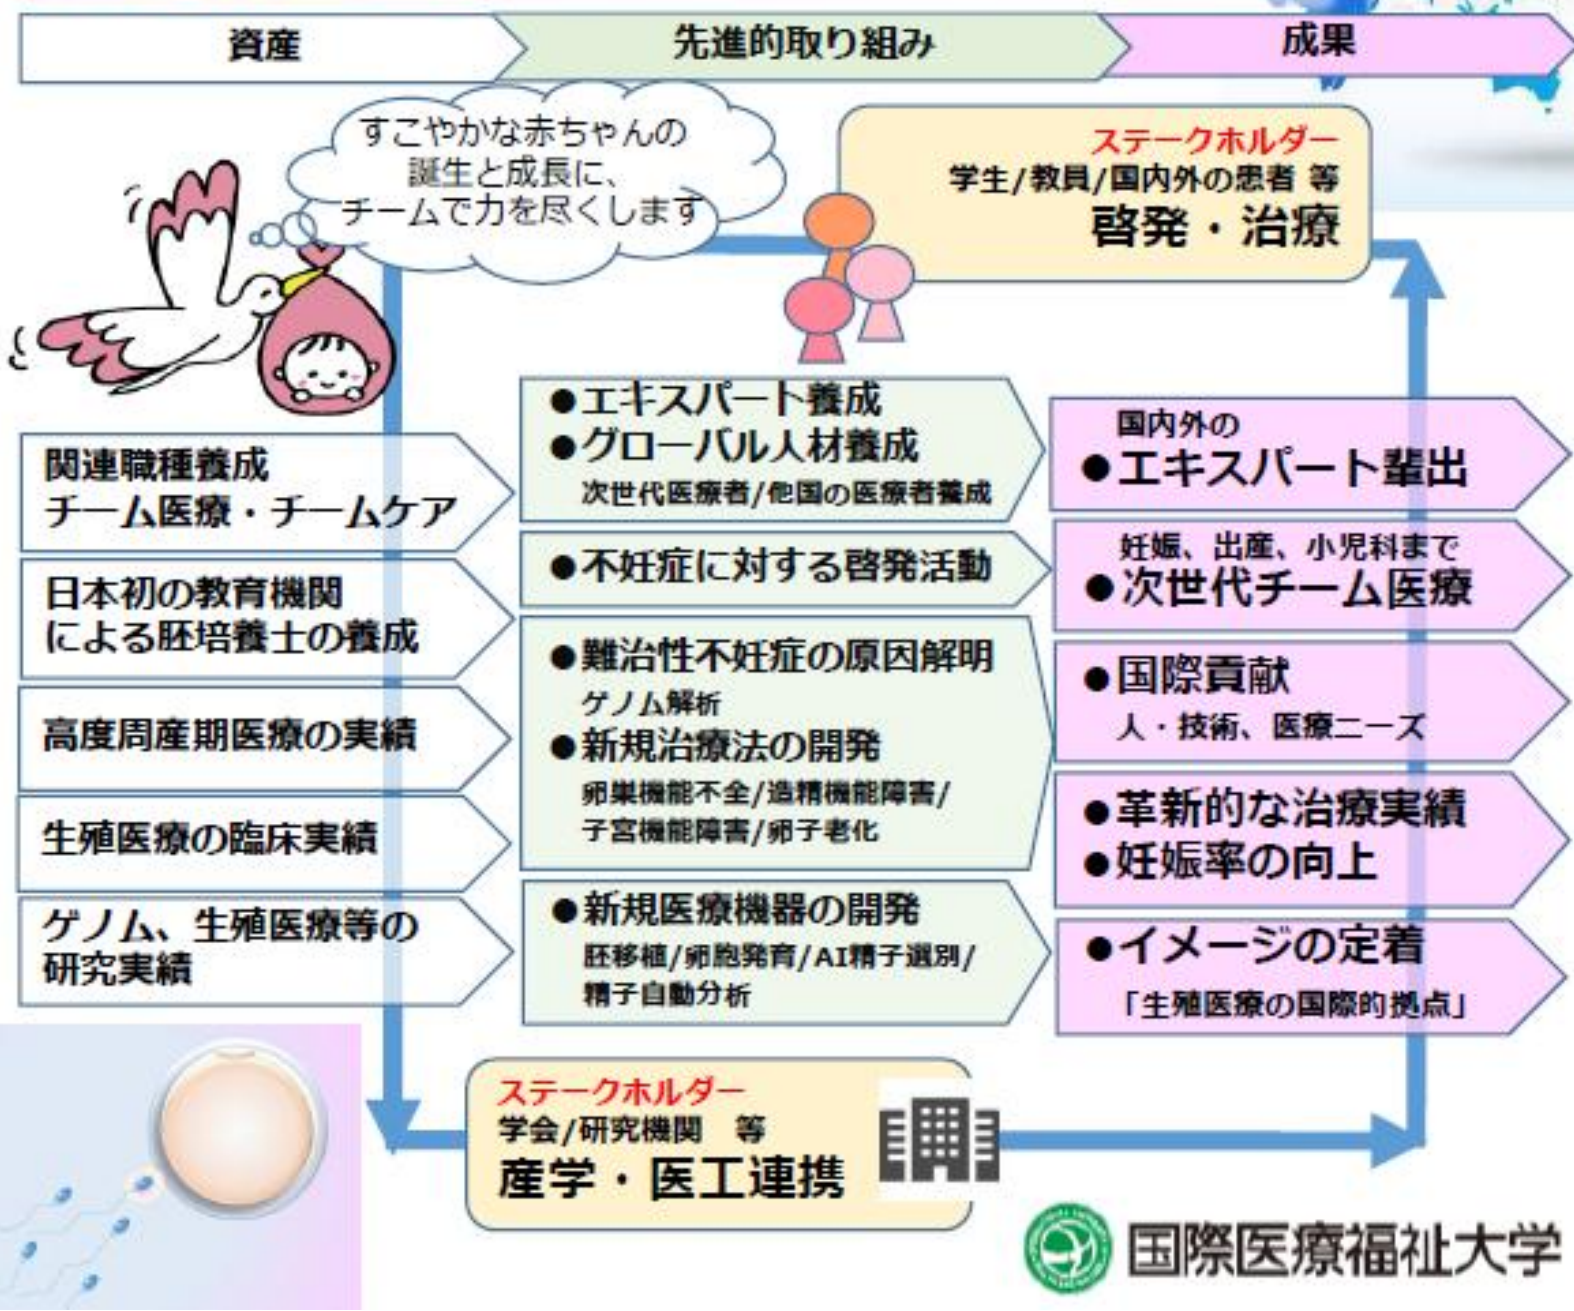 資産
先進的取り組み
成果
すこやかな赤ちゃんの
誕生と成長に、
チームで力を尽くします
ステークホルダー
学生/教員/国内外の患者 等
啓発・治療
関連職種養成
チーム医療・チームケア
日本初の教育機関
による胚培養士の養成
高度周産期医療の実績
生殖医療の臨床実績
ゲノム、生殖医療等の
研究実績
●エキスパート養成
●グローバル人材養成
次世代医療者/他国の医療者養成
●不妊症に対する啓発活動
●難治性不妊症の原因解明
ゲノム解析
●新規治療法の開発
卵巣機能不全/造精機能障害/
子宮機能障害/卵子老化
●新規医療機器の開発
胚移植/卵胞発育/AI精子選別/
精子自動分析
国内外の
●エキスパート輩出
妊娠、出産、小児科まで
●次世代チーム医療
●国際貢献
人・技術、医療ニーズ
●革新的な治療実績
●妊娠率の向上
●イメージの定着
「生殖医療の国際的拠点」
ステークホルダー
学会/研究機関 等
産学・医工連携
国際医療福祉大学